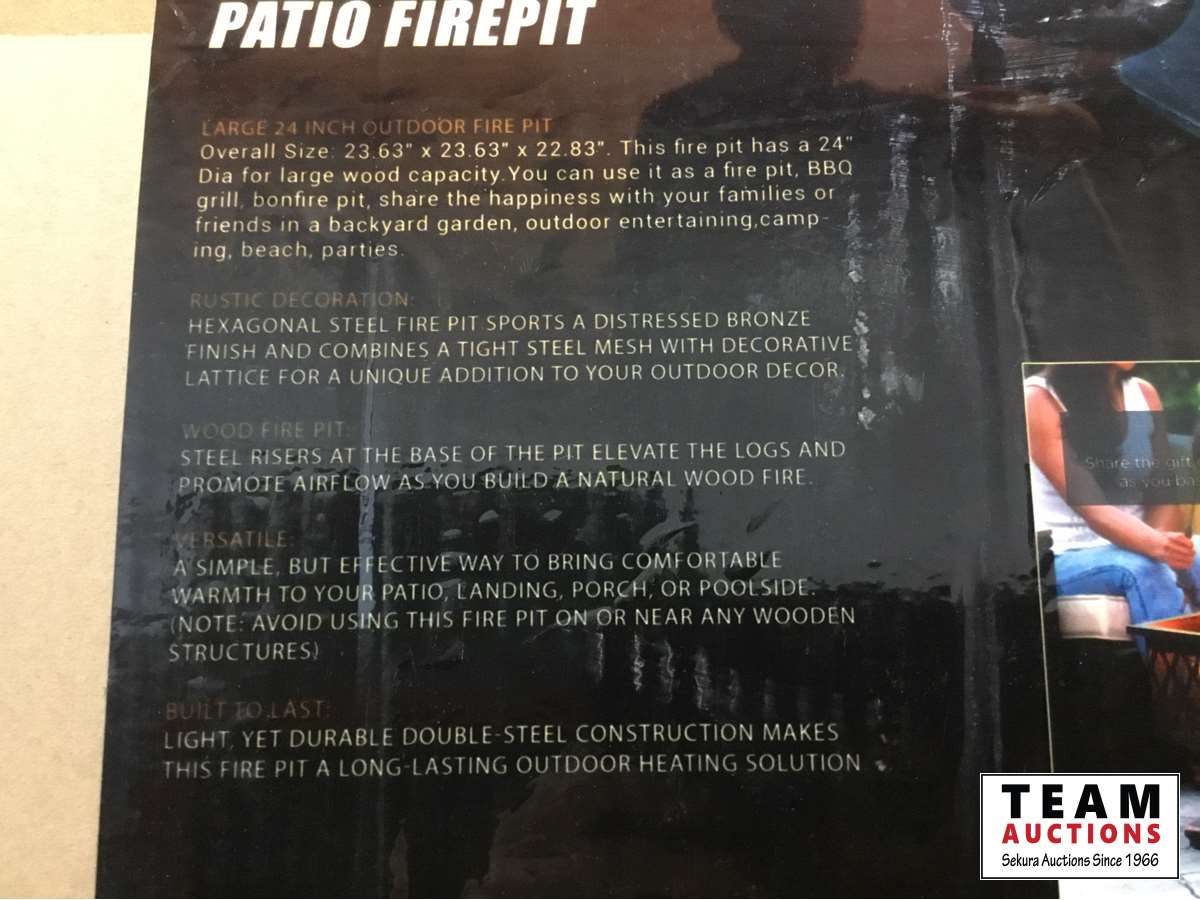 PATIO FIREPIT
LARGE 24 INCH OUTDOOR FIRE PIT
Overall Size: 23.63" x 23.63" x 22.83". This fire pit has a 24"
Dia for large wood capacity.You can use it as a fire pit, BBQ
grill, bonfire pit, share the happiness with your families or
friends in a backyard garden, outdoor entertaining,camp-
ing, beach, parties.
RUSTIC DECORATION:
HEXAGONAL STEEL FIRE PIT SPORTS A DISTRESSED BRONZE
FINISH AND COMBINES A TIGHT STEEL MESH WITH DECORATIVE
LATTICE FOR A UNIQUE ADDITION TO YOUR OUTDOOR DECOR.
WOOD FIRE PIT:
STEEL RISERS AT THE BASE OF THE PIT ELEVATE THE LOGS AND
PROMOTE AIRFLOW AS YOU BUILD A NATURAL WOOD FIRE.
VERSATILE:
A SIMPLE, BUT EFFECTIVE WAY TO BRING COMFORTABLE
WARMTH TO YOUR PATIO, LANDING, PORCH, OR POOLSIDE.
(NOTE: AVOID USING THIS FIRE PIT ON OR NEAR ANY WOODEN
STRUCTURES)
BUILT TO LAST:
LIGHT, YET DURABLE DOUBLE-STEEL CONSTRUCTION MAKES
THIS FIRE PIT A LONG-LASTING OUTDOOR HEATING SOLUTION
Share the gift
as you bas
TEAM
AUCTIONS
Sekura Auctions Since 1966